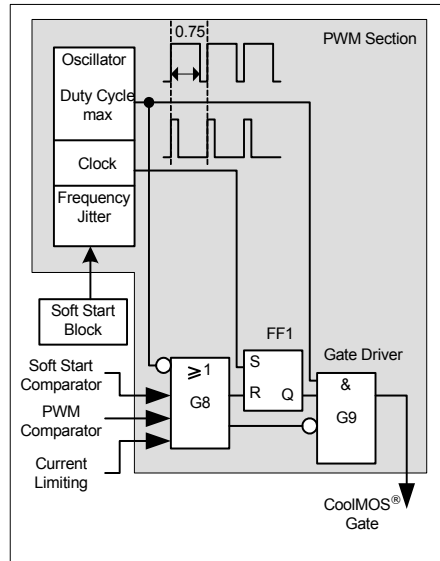 0.75
PWM Section
Oscillator
Duty Cycle
max
Clock
Frequency
Jitter
Soft Start
Block
FF1
Soft Start
Comparator
S
Gate Driver
≥1
&
G8
R
Q
G9
PWM
Comparator
Current
Limiting
CoolMOS®
Gate